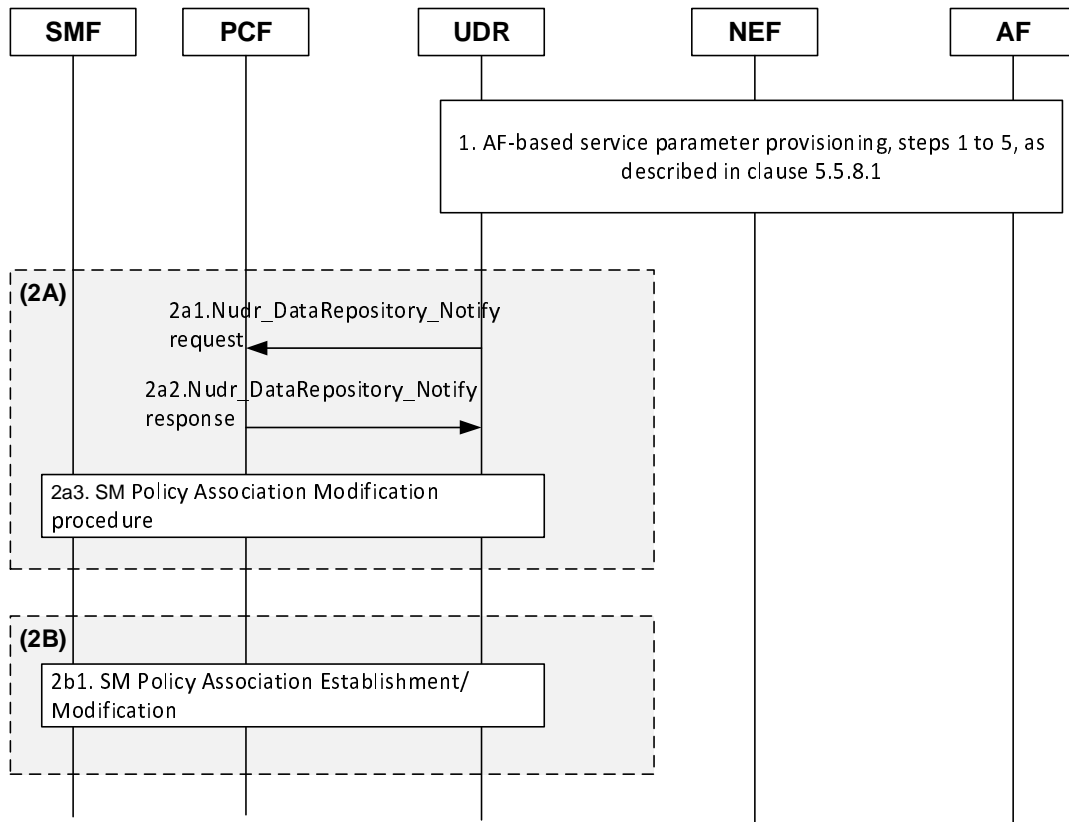 SMF
PCF
UDR
NEF
AF
1. AF-based service parameter provisioning, steps 1 to 5, as
described in clause 5.5.8.1
(2A)
2a1.Nudr_DataRepository_Notify
request
2a2.Nudr_DataRepository_Notify
response
2a3. SM Policy Association Modification
procedure
(2B)
2b1. SM Policy Association Establishment/
Modification